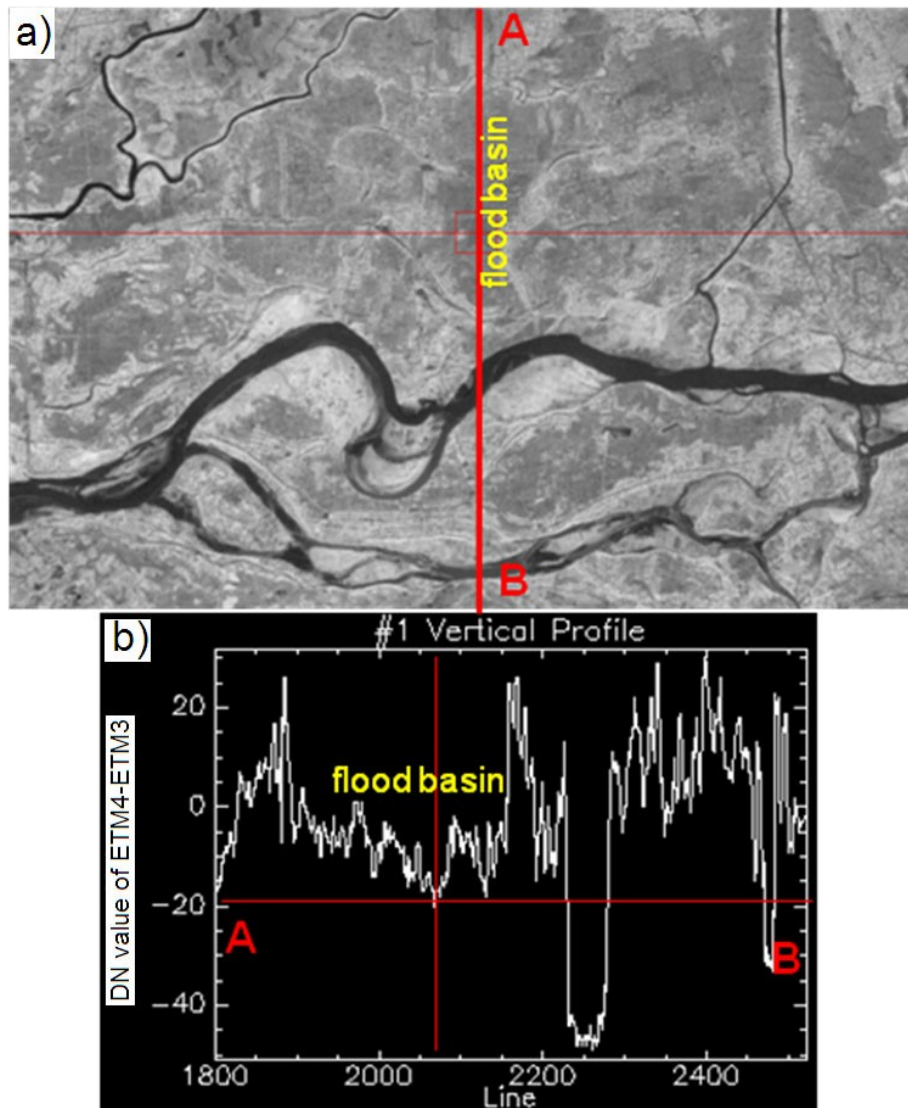 a)
A
flood basin
B
b)
#1 Vertical Profile
DN value of ETM4-ETM3
20
0
-20
-40
flood basin
A
B
1800
2000
2200
2400
Line